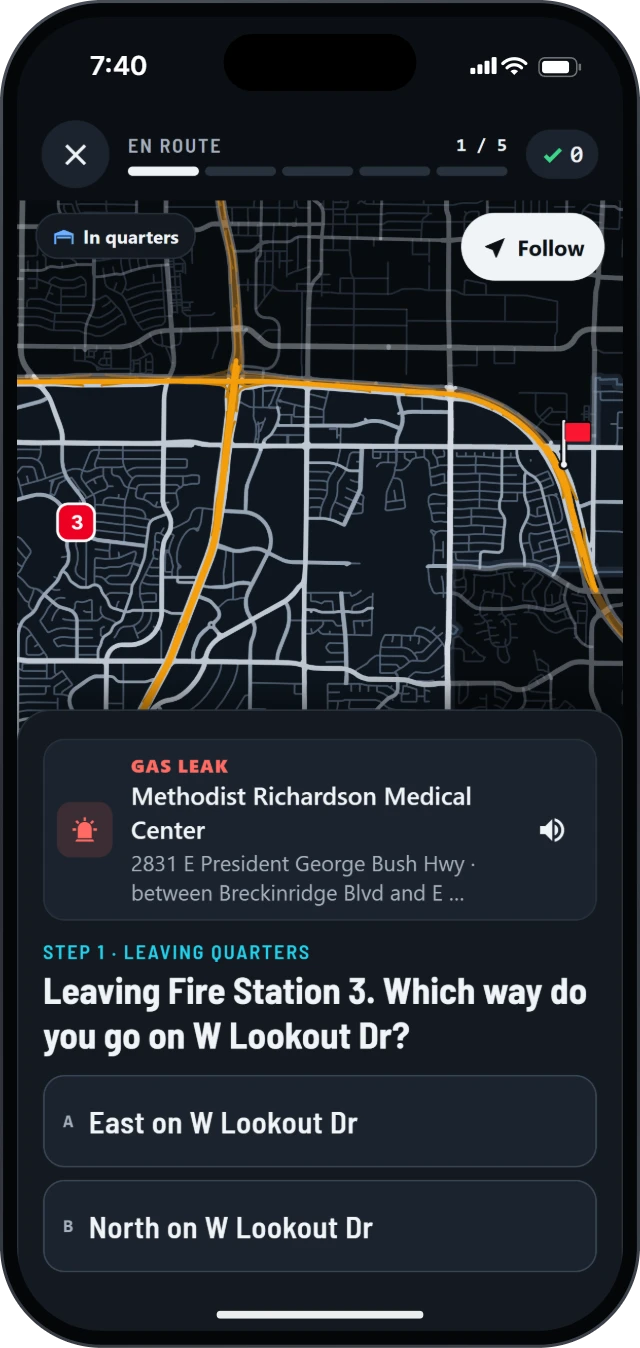 7:40
EN ROUTE
1 / 5
0
In quarters
Follow
3
GAS LEAK
Methodist Richardson Medical
Center
2831 E President George Bush Hwy ·
between Breckinridge Blvd and E ...
STEP 1 · LEAVING QUARTERS
Leaving Fire Station 3. Which way do
you go on W Lookout Dr?
A East on W Lookout Dr
B North on W Lookout Dr